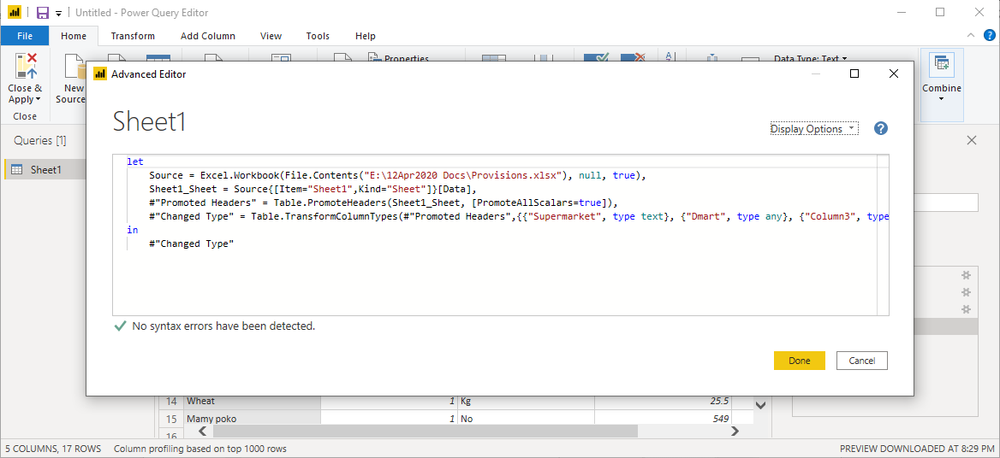 Untitled - Power Query Editor
File Home Transform Add Column View Tools Help
Close &
Apply
Close
New
Source
Properties
Data Type: Text
Combine
Queries [1]
Sheet1
Advanced Editor
Sheet1
Display Options
let
Source = Excel.Workbook(File.Contents("E:\12Apr2020 Docs\Provisions.xlsx"), null, true),
Sheet1_Sheet = Source{[Item="Sheet1",Kind="Sheet"]}[Data],
#"Promoted Headers" = Table.PromoteHeaders(Sheet1_Sheet, [PromoteAllScalars=true]),
#"Changed Type" = Table.TransformColumnTypes(#"Promoted Headers",{{"Supermarket", type text}, {"Dmart", type any}, {"Column3", type
in
#"Changed Type"
No syntax errors have been detected.
Done Cancel
14 Wheat 1 Kg 25.5
15 Mamy poko 1 No 549
16
5 COLUMNS, 17 ROWS Column profiling based on top 1000 rows PREVIEW DOWNLOADED AT 8:29 PM